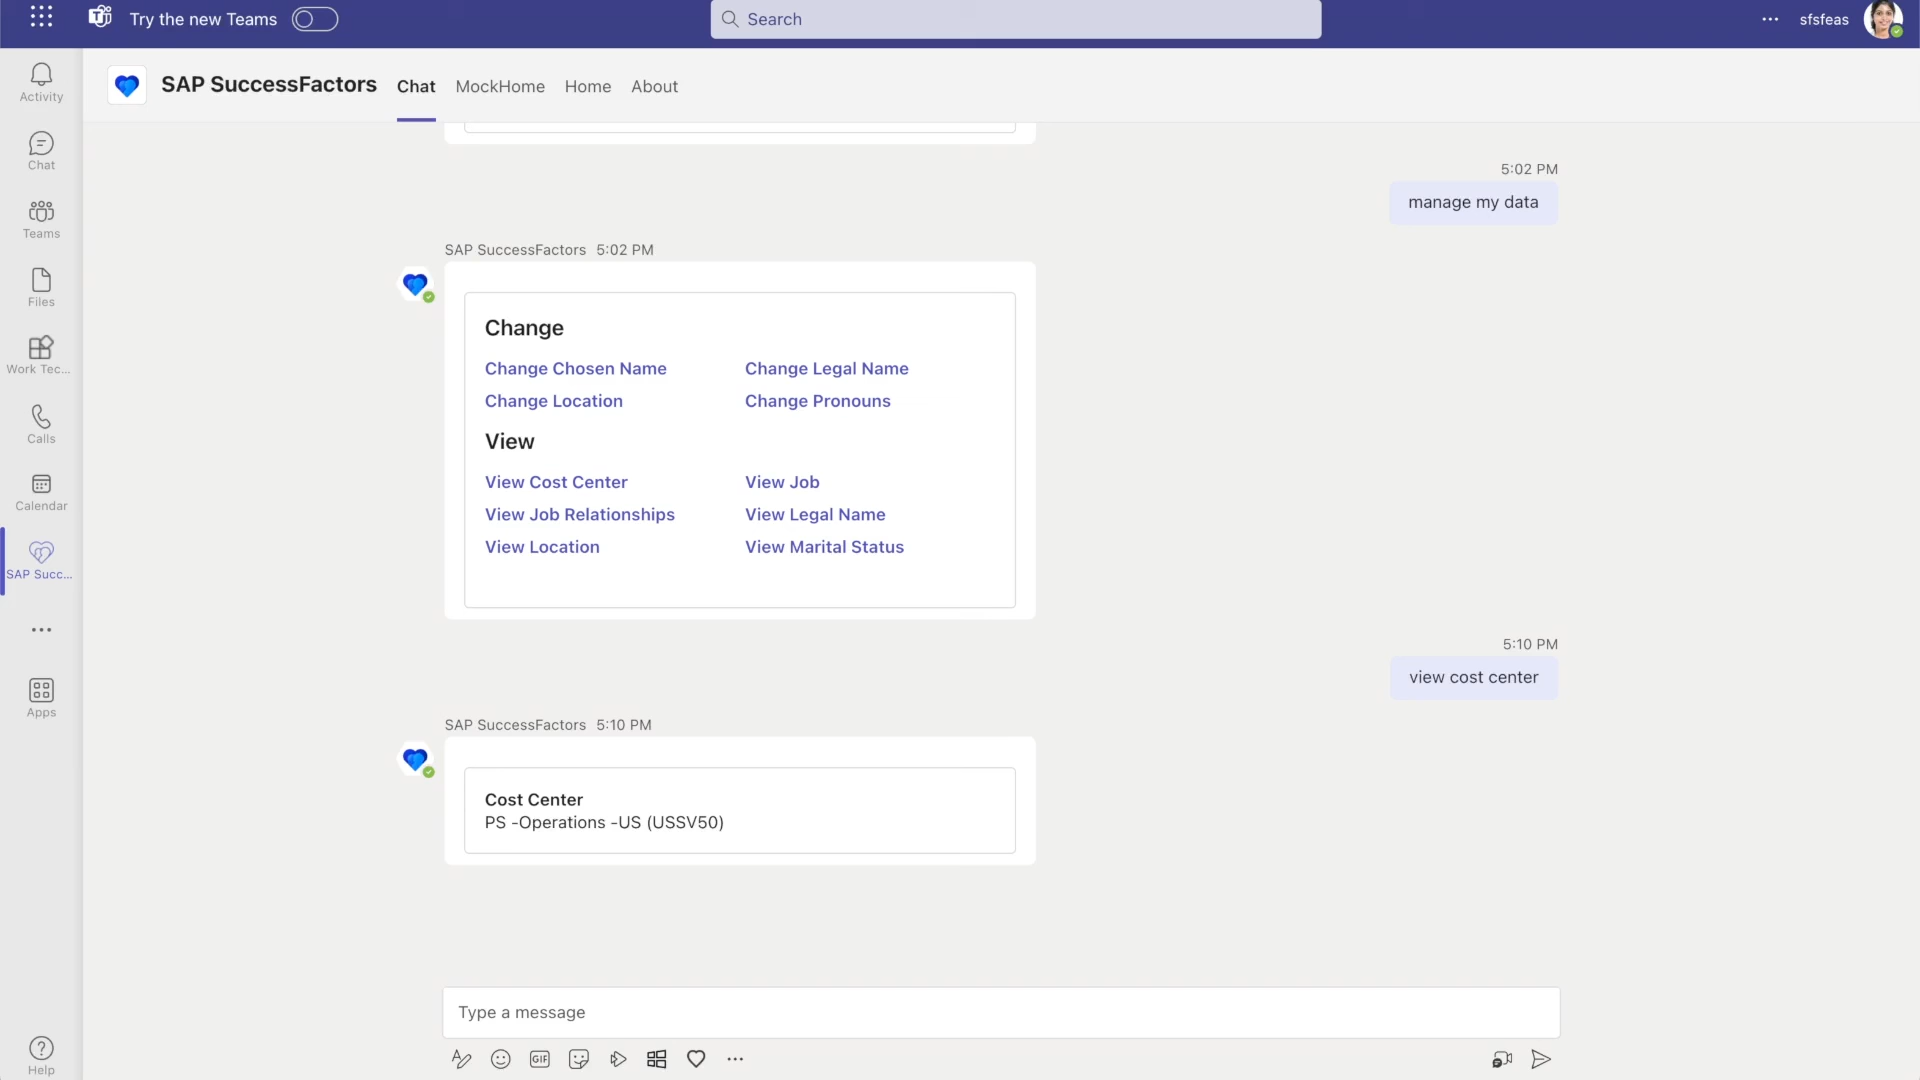 Try the new Teams
Search
sfsfeas
Activity
Chat
Teams
Files
Work Tec...
Calls
Calendar
SAP Succ...
Apps
Help
SAP SuccessFactors
Chat
MockHome
Home
About
5:02 PM
manage my data
SAP SuccessFactors 5:02 PM
Change
Change Chosen Name
Change Legal Name
Change Location
Change Pronouns
View
View Cost Center
View Job
View Job Relationships
View Legal Name
View Location
View Marital Status
5:10 PM
view cost center
SAP SuccessFactors 5:10 PM
Cost Center
PS -Operations -US (USSV50)
Type a message
GIF